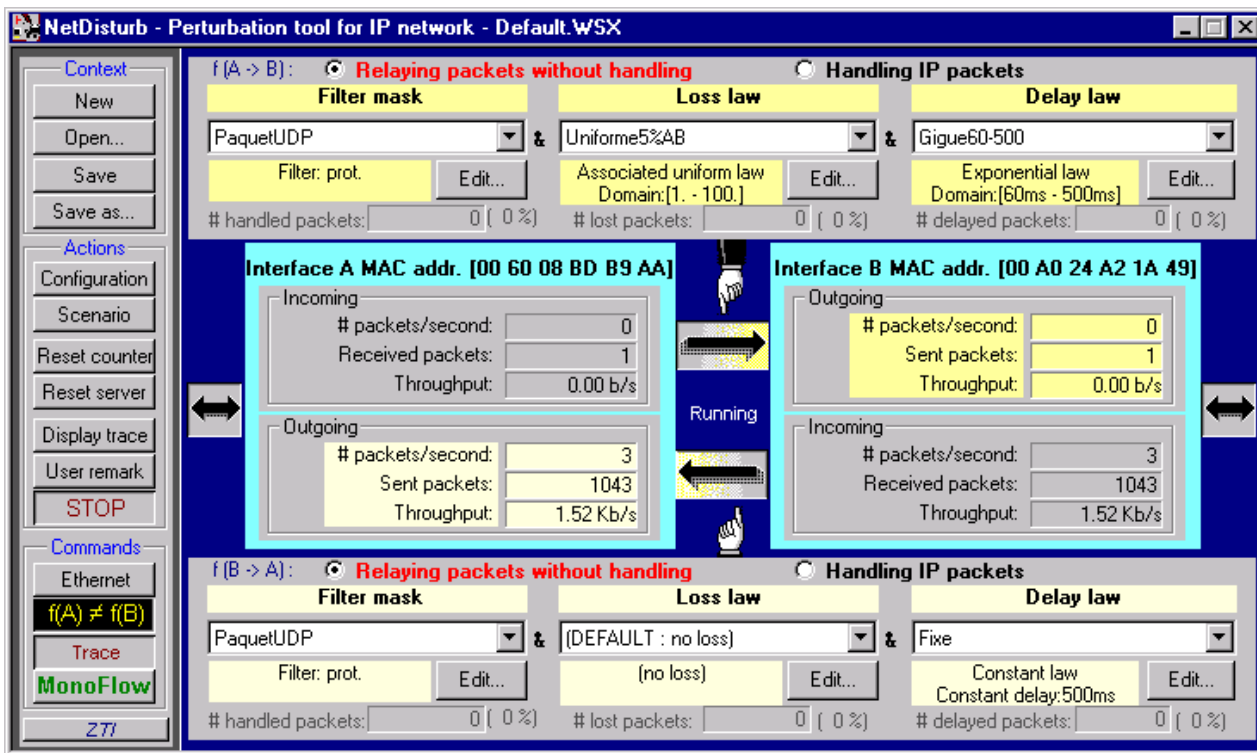 NetDisturb - Perturbation tool for IP network - Default.WSX
Context
New
Open...
Save
Save as...
Actions
Configuration
Scenario
Reset counter
Reset server
Display trace
User remark
STOP
Commands
Ethernet
f(A) ≠ f(B)
Trace
MonoFlow
ZTI
f (A -> B) : Relaying packets without handling Handling IP packets
Filter mask Loss law Delay law
PaquetUDP & Uniforme5%AB & Gigue60-500
Filter: prot. Edit... Associated uniform law Edit... Exponential law Edit...
Domain:[1. - 100.] Domain:[60ms - 500ms]
# handled packets: 0 ( 0 %) # lost packets: 0 ( 0 %) # delayed packets: 0 ( 0 %)
Interface A MAC addr. [00 60 08 BD B9 AA]
Incoming
# packets/second: 0
Received packets: 1
Throughput: 0.00 b/s
Outgoing
# packets/second: 3
Sent packets: 1043
Throughput: 1.52 Kb/s
Running
Interface B MAC addr. [00 A0 24 A2 1A 49]
Outgoing
# packets/second: 0
Sent packets: 1
Throughput: 0.00 b/s
Incoming
# packets/second: 3
Received packets: 1043
Throughput: 1.52 Kb/s
f (B -> A) : Relaying packets without handling Handling IP packets
Filter mask Loss law Delay law
PaquetUDP & (DEFAULT : no loss) & Fixe
Filter: prot. Edit... (no loss) Edit... Constant law Edit...
Constant delay:500ms
# handled packets: 0 ( 0 %) # lost packets: 0 ( 0 %) # delayed packets: 0 ( 0 %)